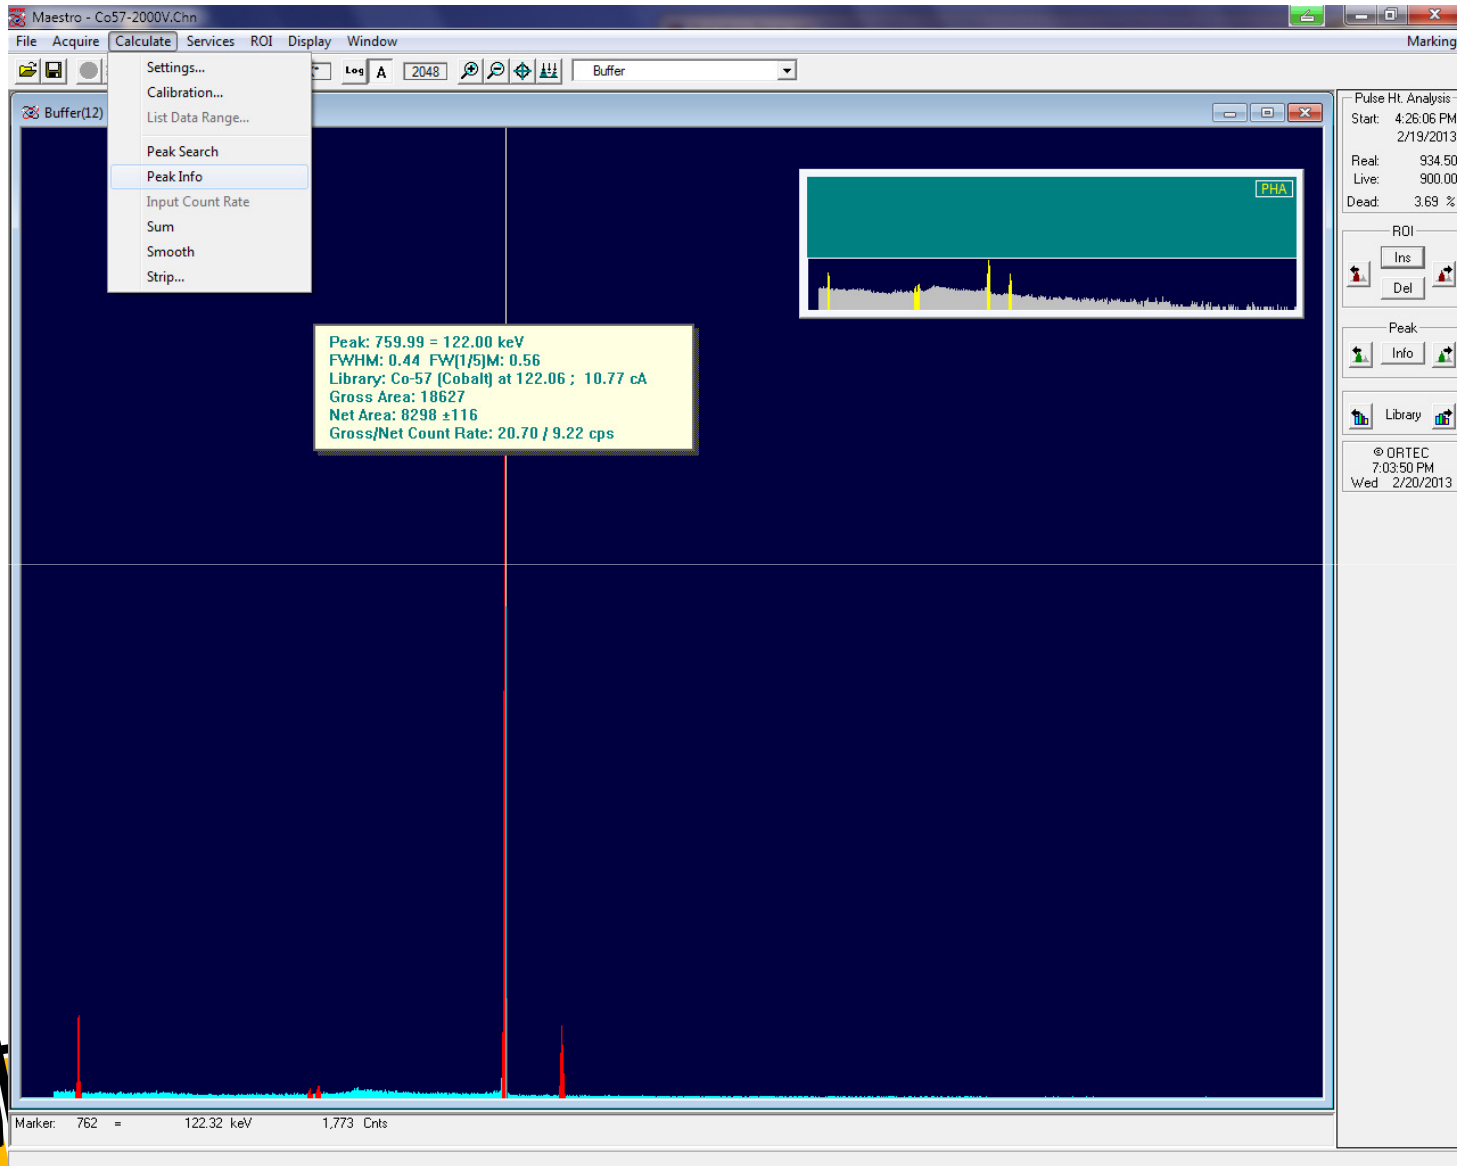 Maestro - Co57-2000V.Chn
File Acquire Calculate Services ROI Display Window Marking
Log A 2048 Buffer
Settings...
Calibration...
List Data Range...
Peak Search
Peak Info
Input Count Rate
Sum
Smooth
Strip...
Buffer(12)
PHA
Peak: 759.99 = 122.00 keV
FWHM: 0.44 FW(1/5)M: 0.56
Library: Co-57 (Cobalt) at 122.06 ; 10.77 cA
Gross Area: 18627
Net Area: 8298 ±116
Gross/Net Count Rate: 20.70 / 9.22 cps
Pulse Ht. Analysis
Start: 4:26:06 PM
2/19/2013
Real: 934.50
Live: 900.00
Dead: 3.69 %
ROI
Ins
Del
Peak
Info
Library
© ORTEC
7:03:50 PM
Wed 2/20/2013
Marker: 762 = 122.32 keV 1,773 Cnts